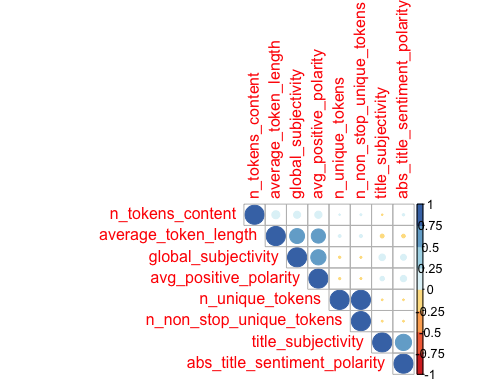 n_tokens_content
average_token_length
global_subjectivity
avg_positive_polarity
n_unique_tokens
n_non_stop_unique_tokens
title_subjectivity
abs_title_sentiment_polarity
n_tokens_content
average_token_length
global_subjectivity
avg_positive_polarity
n_unique_tokens
n_non_stop_unique_tokens
title_subjectivity
abs_title_sentiment_polarity
1
0.75
0.5
0.25
0
-0.25
-0.5
-0.75
-1